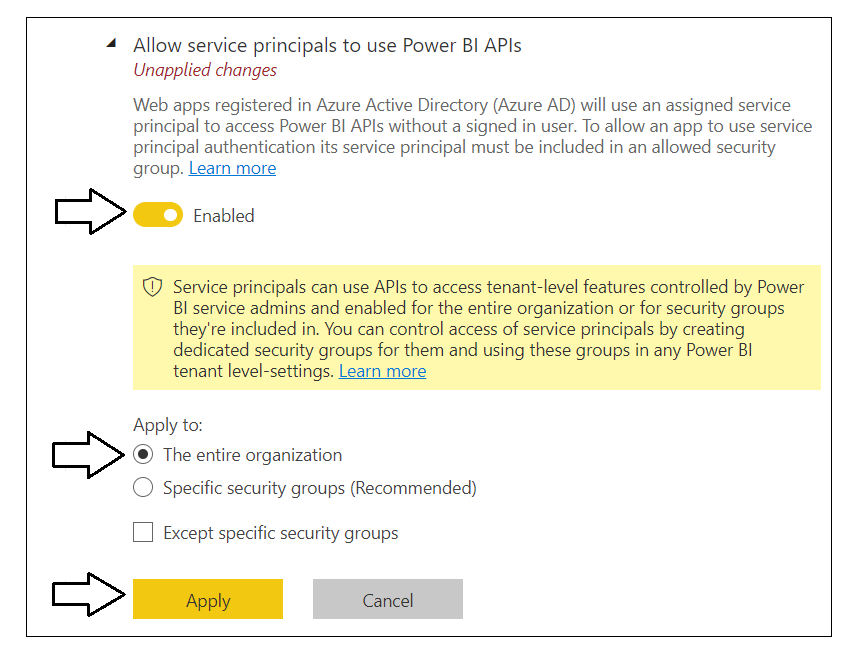 Allow service principals to use Power BI APIs
Unapplied changes
Web apps registered in Azure Active Directory (Azure AD) will use an assigned service
principal to access Power BI APIs without a signed in user. To allow an app to use service
principal authentication its service principal must be included in an allowed security
group. Learn more
Enabled
Service principals can use APIs to access tenant-level features controlled by Power
BI service admins and enabled for the entire organization or for security groups
they're included in. You can control access of service principals by creating
dedicated security groups for them and using these groups in any Power BI
tenant level-settings. Learn more
Apply to:
The entire organization
Specific security groups (Recommended)
Except specific security groups
Apply
Cancel